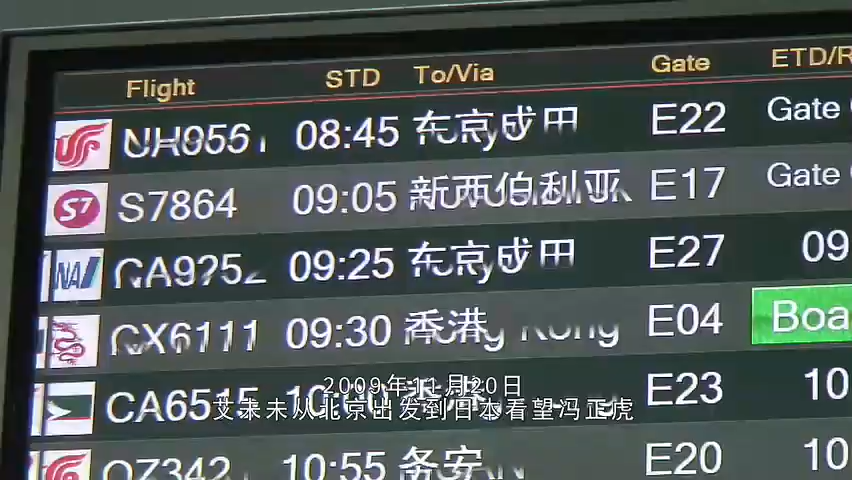 Flight STD To/Via Gate ETD/R
08:45 东京成田 E22 Gate
S7 S7864 09:05 新西伯利亚 E17 Gate
09:25 东京成田 E27 09
CX6111 09:30 香港 E04 Boa
CA6515 E23 10
OZ342 10:55 E20 10
2009年11月20日
艾未未从北京出发到日本看望冯正虎